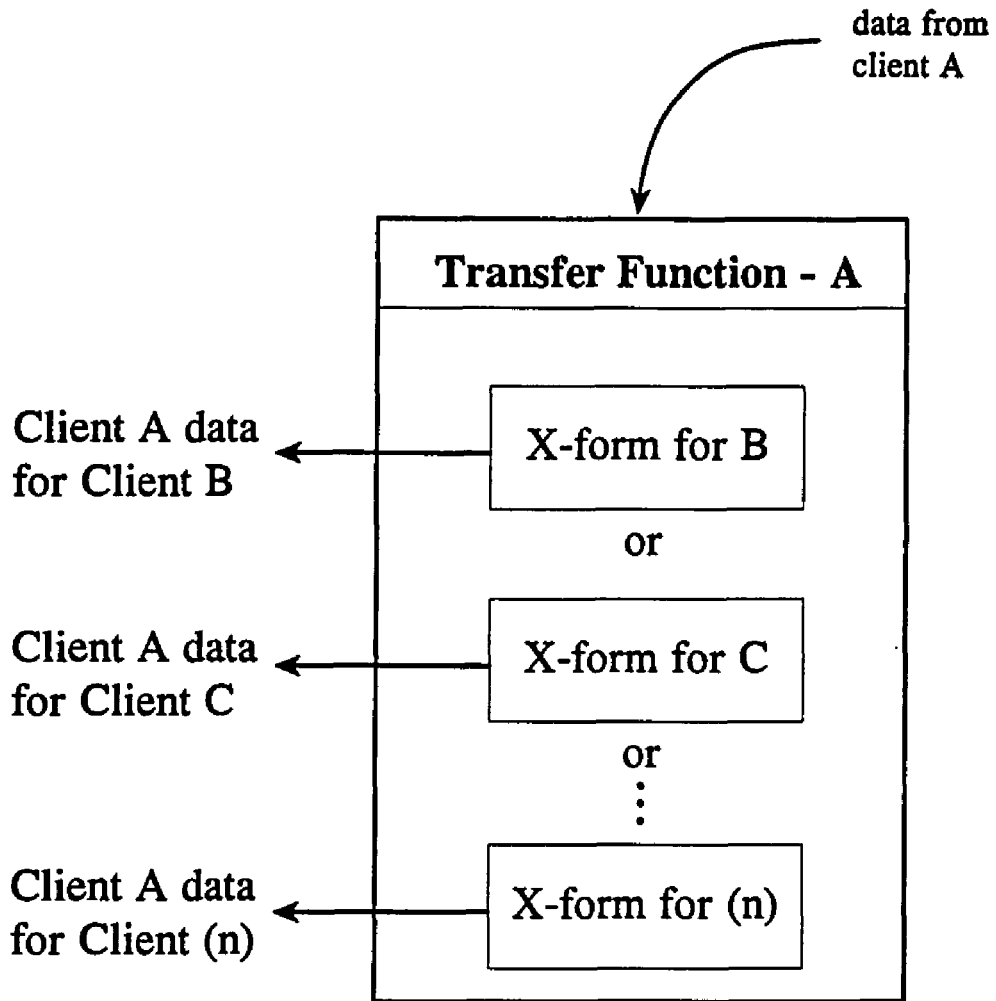 data from
client A
Transfer Function - A
Client A data
for Client B
X-form for B
or
Client A data
for Client C
X-form for C
or
Client A data
for Client (n)
X-form for (n)